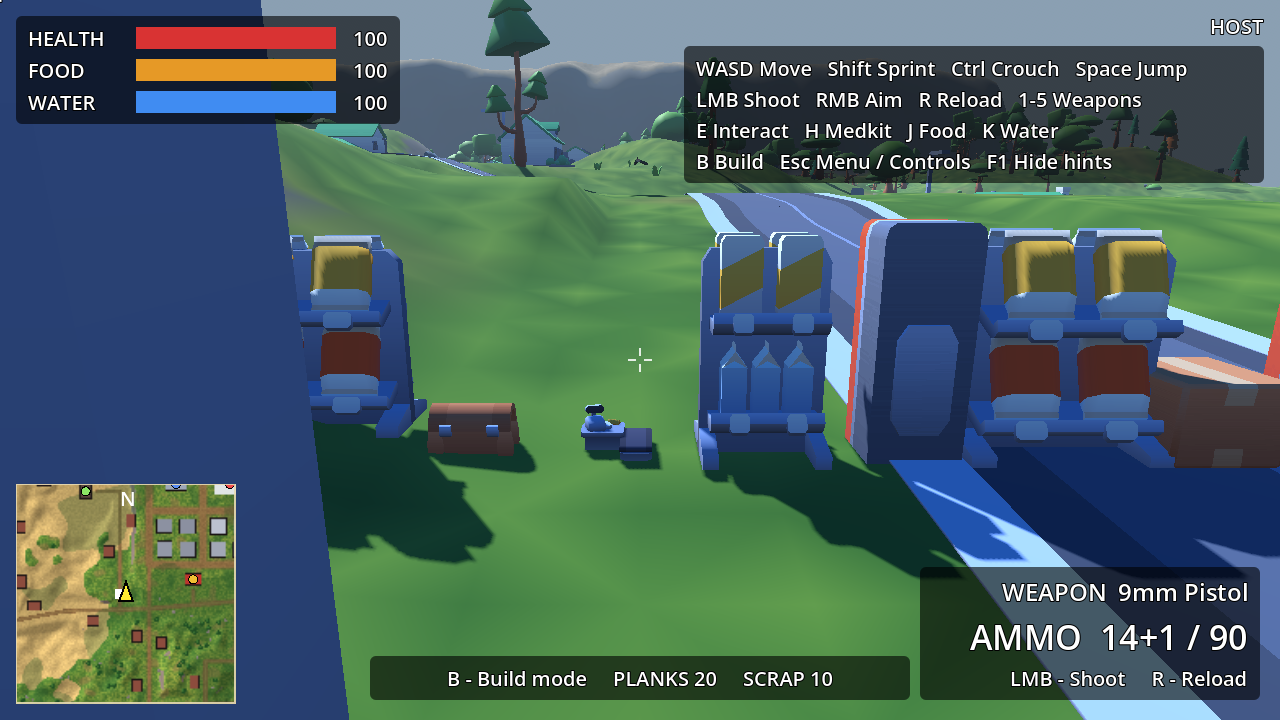 HEALTH 100
FOOD 100
WATER 100
HOST
WASD Move Shift Sprint Ctrl Crouch Space Jump
LMB Shoot RMB Aim R Reload 1-5 Weapons
E Interact H Medkit J Food K Water
B Build Esc Menu / Controls F1 Hide hints
N
WEAPON 9mm Pistol
AMMO 14+1 / 90
LMB - Shoot R - Reload
B - Build mode PLANKS 20 SCRAP 10